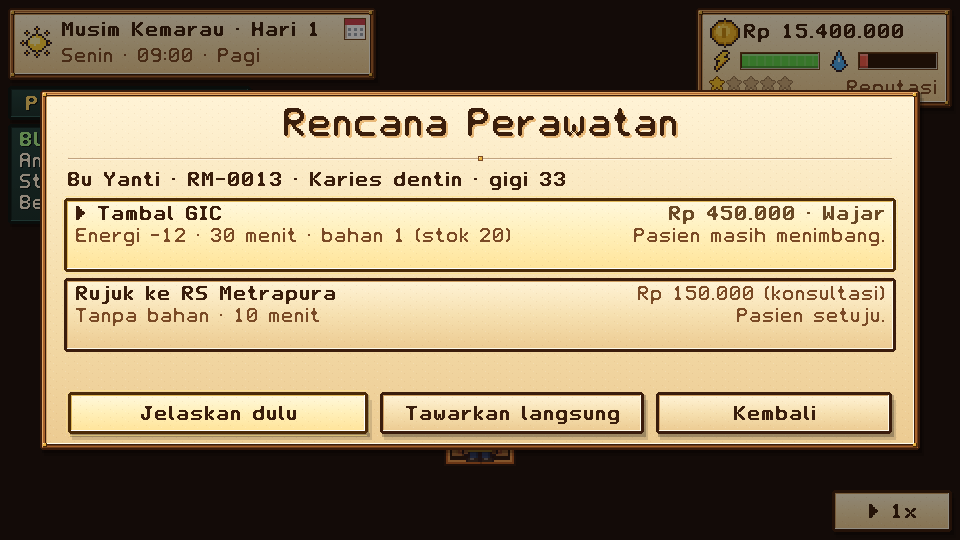 Musim Kemarau · Hari 1
Senin · 09:00 · Pagi
Rp 15.400.000
Reputasi
Rencana Perawatan
Bu Yanti · RM-0013 · Karies dentin · gigi 33
Tambal GIC
Rp 450.000 · Wajar
Energi -12 · 30 menit · bahan 1 (stok 20)
Pasien masih menimbang.
Rujuk ke RS Metrapura
Rp 150.000 (konsultasi)
Tanpa bahan · 10 menit
Pasien setuju.
Jelaskan dulu
Tawarkan langsung
Kembali
1x